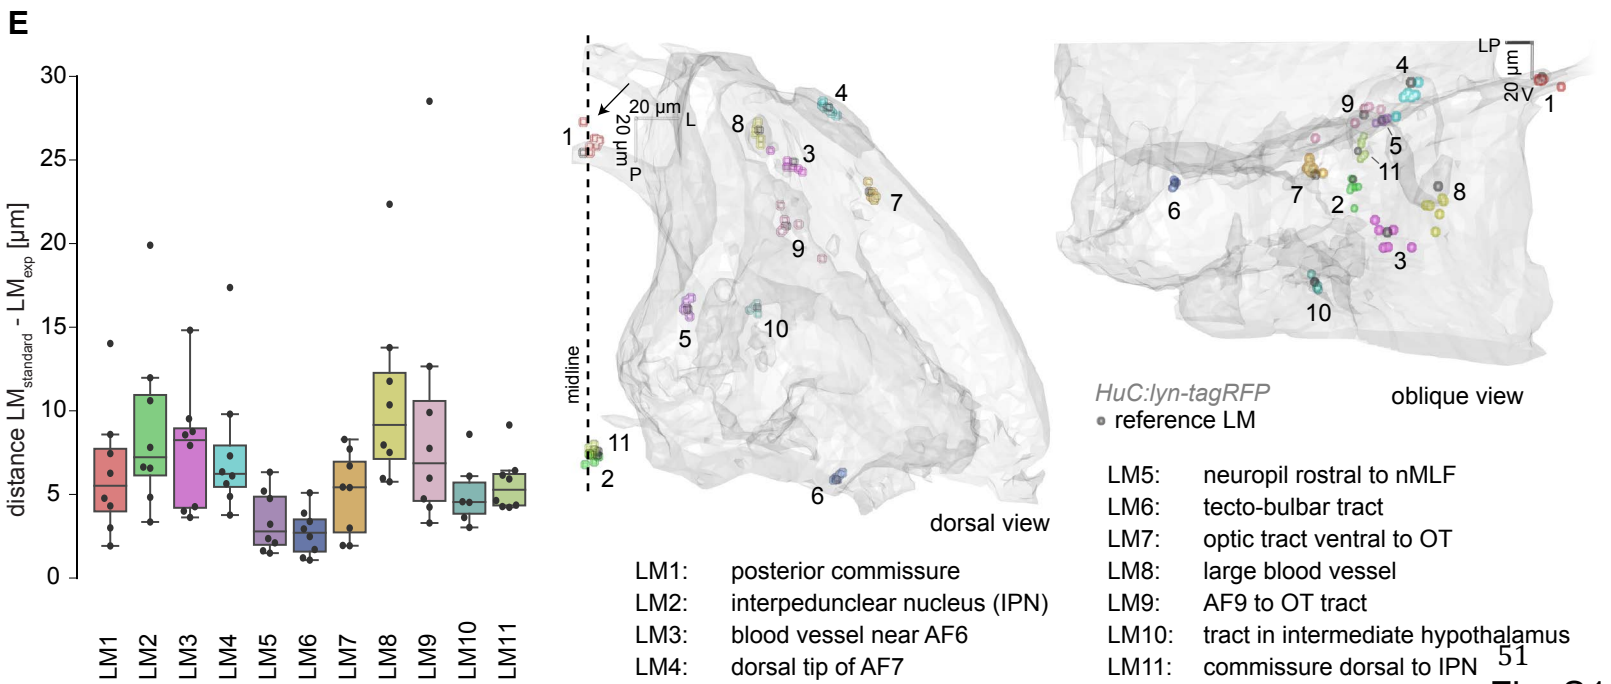 E
distance LMstandard - LMexp [µm]
30
25
20
15
10
5
0
LM1
LM2
LM3
LM4
LM5
LM6
LM7
LM8
LM9
LM10
LM11
midline
20 µm
L
20 µm
P
1
8
4
3
7
9
5
10
11
2
6
dorsal view
LP
20 µm
V
4
1
9
5
11
7
2
8
6
3
10
HuC:lyn-tagRFP
reference LM
oblique view
LM1: posterior commissure
LM2: interpedunclear nucleus (IPN)
LM3: blood vessel near AF6
LM4: dorsal tip of AF7
LM5: neuropil rostral to nMLF
LM6: tecto-bulbar tract
LM7: optic tract ventral to OT
LM8: large blood vessel
LM9: AF9 to OT tract
LM10: tract in intermediate hypothalamus
LM11: commissure dorsal to IPN
51